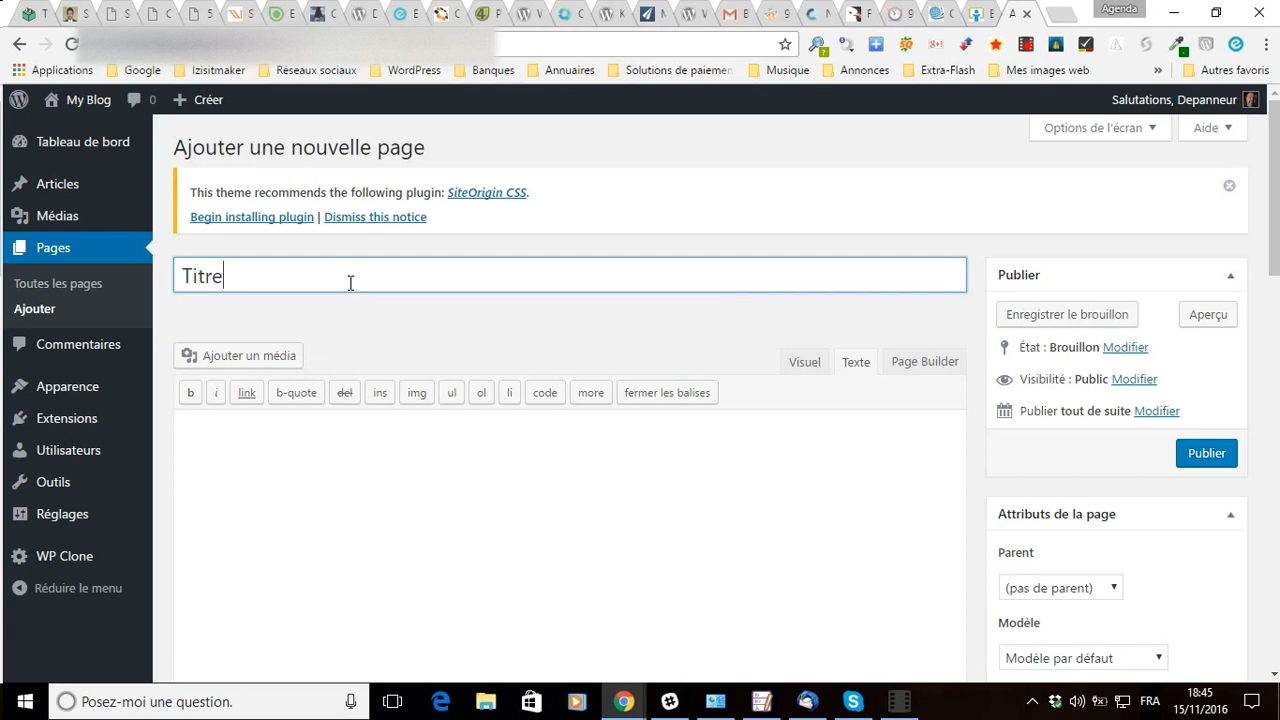 Agenda
Applications Google Izisitmaker Réseaux sociaux WordPress Banques Annuaires Solutions de paiemen Musique Annonces Extra-Flash Mes images web » Autres favoris
My Blog 0 + Créer Salutations, Depanneur
Options de l'écran Aide
Tableau de bord
Articles
Médias
Pages
Toutes les pages
Ajouter
Commentaires
Apparence
Extensions
Utilisateurs
Outils
Réglages
WP Clone
Réduire le menu
Ajouter une nouvelle page
This theme recommends the following plugin: SiteOrigin CSS.
Begin installing plugin | Dismiss this notice
Titre
Ajouter un média
Visuel Texte Page Builder
b i link b-quote del ins img ul ol li code more fermer les balises
Publier
Enregistrer le brouillon Aperçu
État : Brouillon Modifier
Visibilité : Public Modifier
Publier tout de suite Modifier
Publier
Attributs de la page
Parent
(pas de parent)
Modèle
Modèle par défaut
Posez-moi une question.
FRA
18:45
15/11/2016